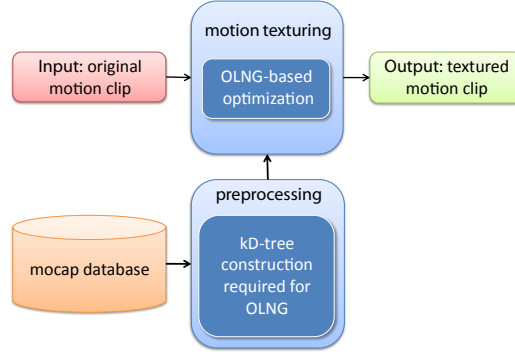 motion texturing
Input: original
motion clip
OLNG-based
optimization
Output: textured
motion clip
preprocessing
mocap database
kD-tree
construction
required for
OLNG